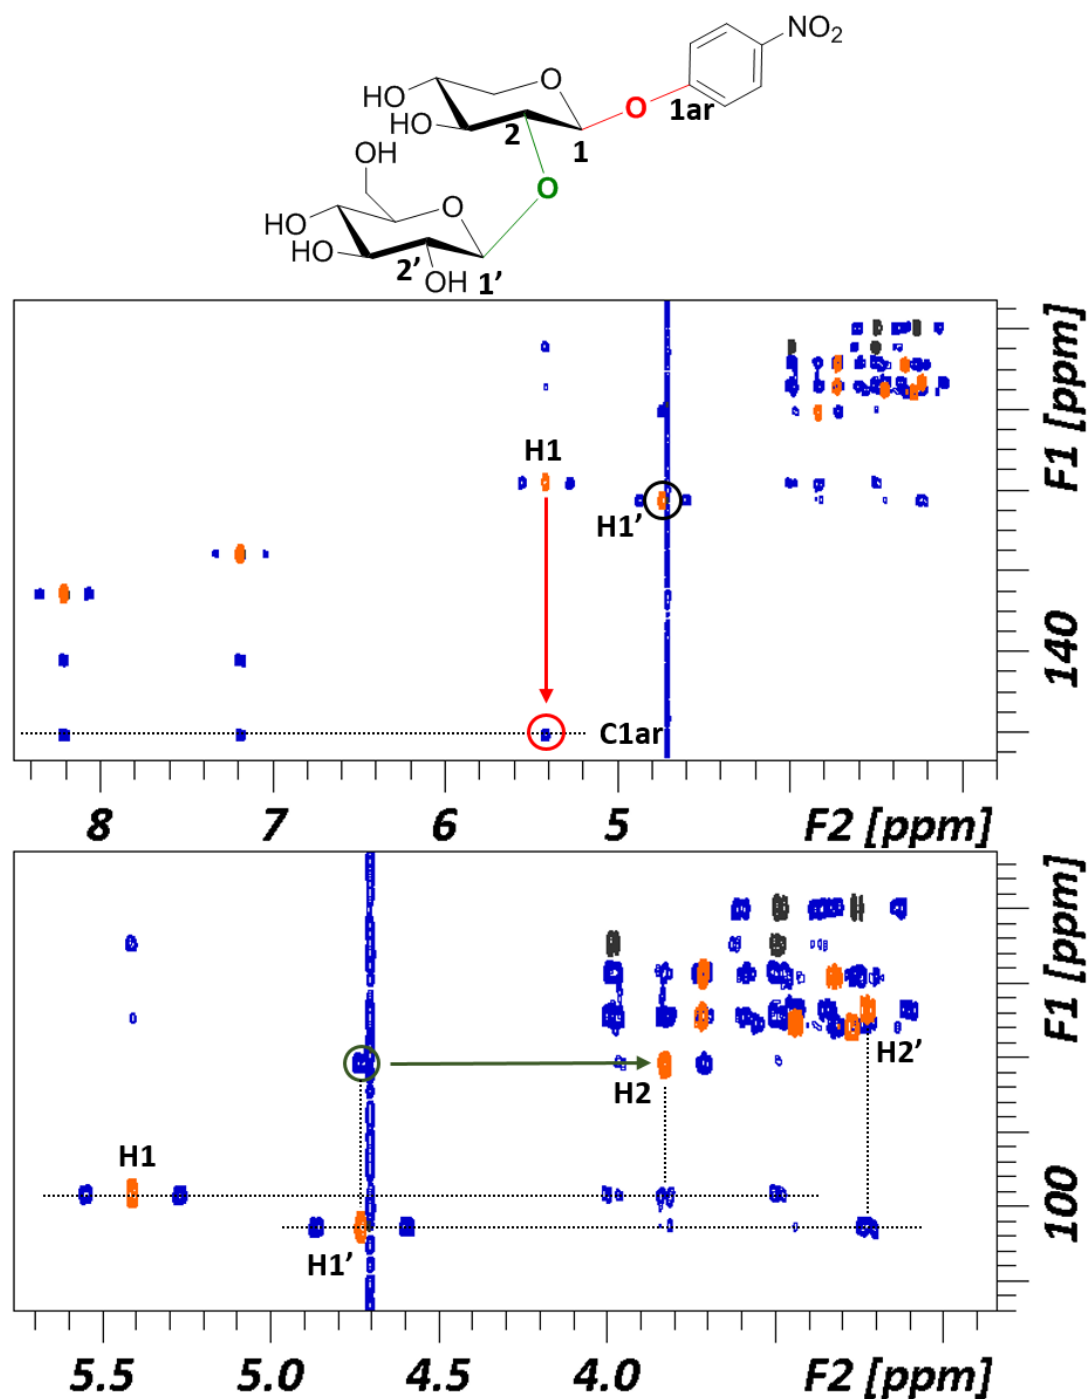 NO2
O
HO
O
1ar
HO
2
1
OH
O
O
HO
HO
2’
OH
1’
F1 [ppm]
H1
H1’
140
C1ar
8
7
6
5
F2 [ppm]
F1 [ppm]
H2’
H2
H1
100
H1’
5.5
5.0
4.5
4.0
F2 [ppm]